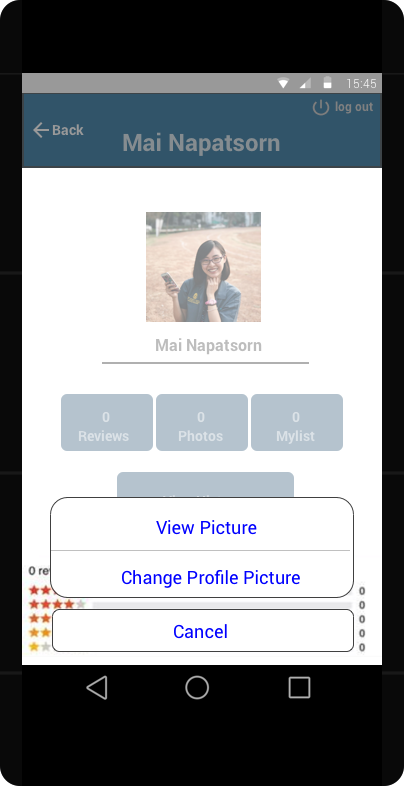 15:45
log out
Back
Mai Napatsorn
Mai Napatsorn
0 0 0
Reviews Photos Mylist
View Picture
0
Change Profile Picture
0
0
Cancel
0
0